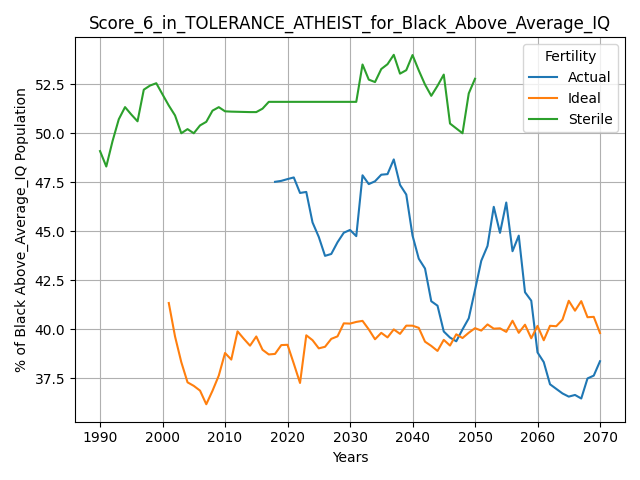 Score_6_in_TOLERANCE_ATHEIST_for_Black_Above_Average_IQ
% of Black Above_Average_IQ Population
52.5
50.0
47.5
45.0
42.5
40.0
37.5
Fertility
Actual
Ideal
Sterile
1990 2000 2010 2020 2030 2040 2050 2060 2070
Years